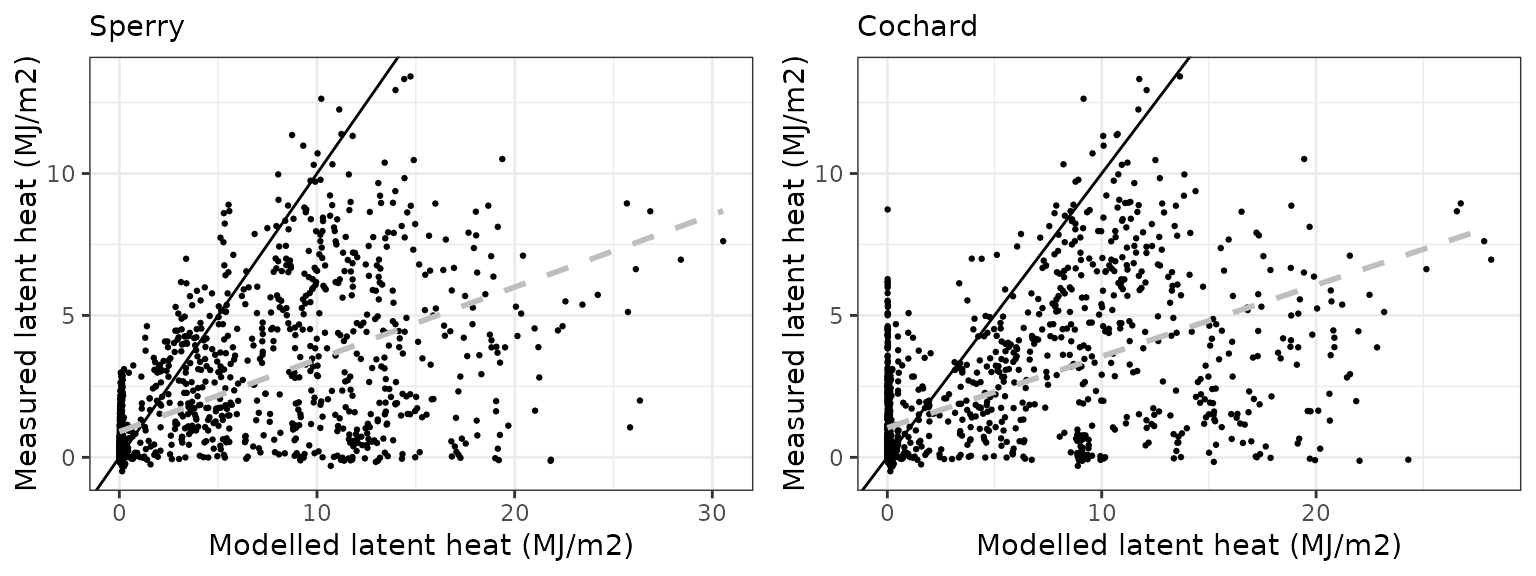 Sperry
Measured latent heat (MJ/m2)
10
5
0
0 10 20 30
Modelled latent heat (MJ/m2)
Cochard
Measured latent heat (MJ/m2)
10
5
0
0 10 20
Modelled latent heat (MJ/m2)